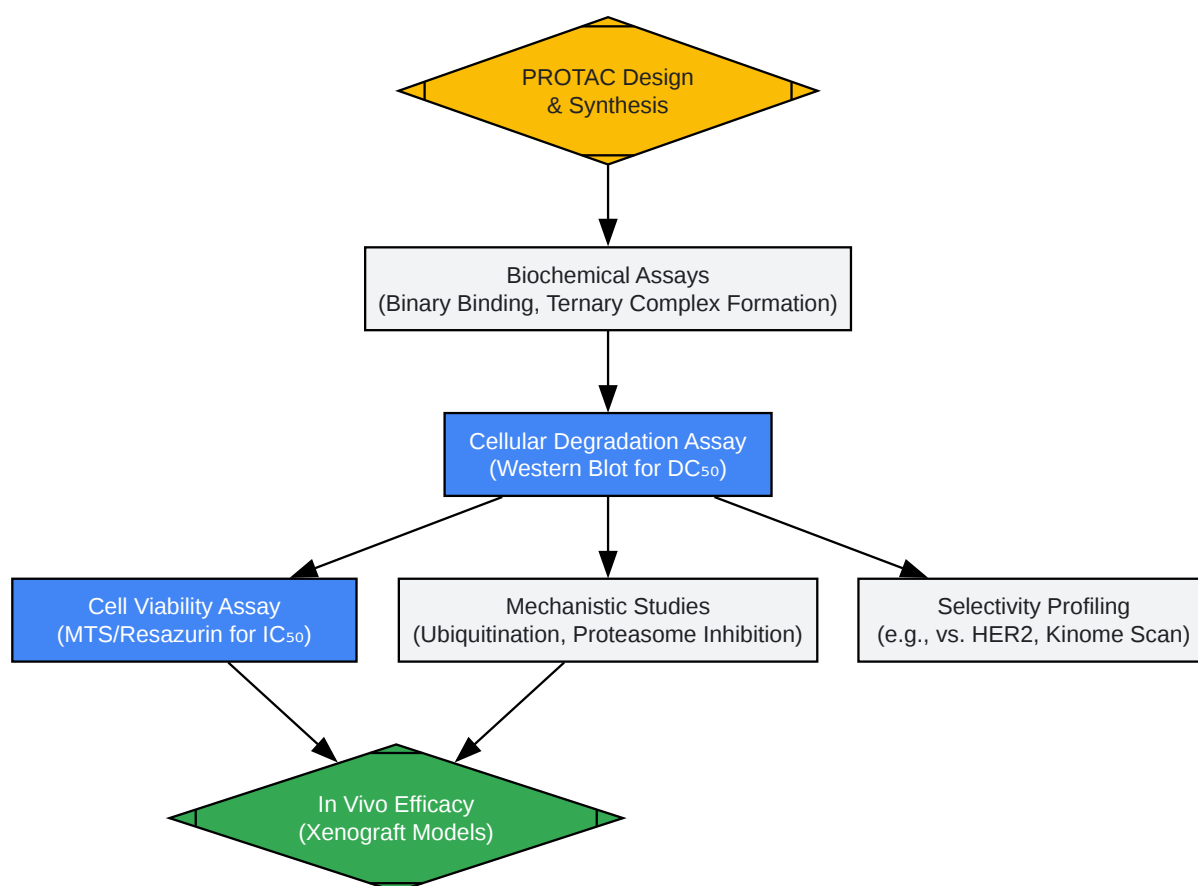 PROTAC Design
& Synthesis
Biochemical Assays
(Binary Binding, Ternary Complex Formation)
Cellular Degradation Assay
(Western Blot for DC₅₀)
Cell Viability Assay
(MTS/Resazurin for IC₅₀)
Mechanistic Studies
(Ubiquitination, Proteasome Inhibition)
Selectivity Profiling
(e.g., vs. HER2, Kinome Scan)
In Vivo Efficacy
(Xenograft Models)